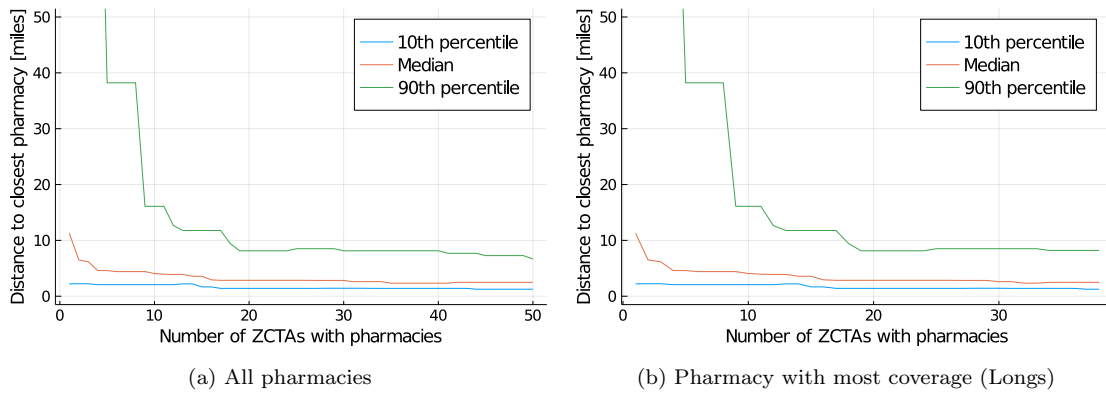 Distance to closest pharmacy [miles]
50
40
30
20
10
0
10th percentile
Median
90th percentile
0
10
20
30
40
50
Number of ZCTAs with pharmacies
(a) All pharmacies
Distance to closest pharmacy [miles]
50
40
30
20
10
0
10th percentile
Median
90th percentile
0
10
20
30
Number of ZCTAs with pharmacies
(b) Pharmacy with most coverage (Longs)